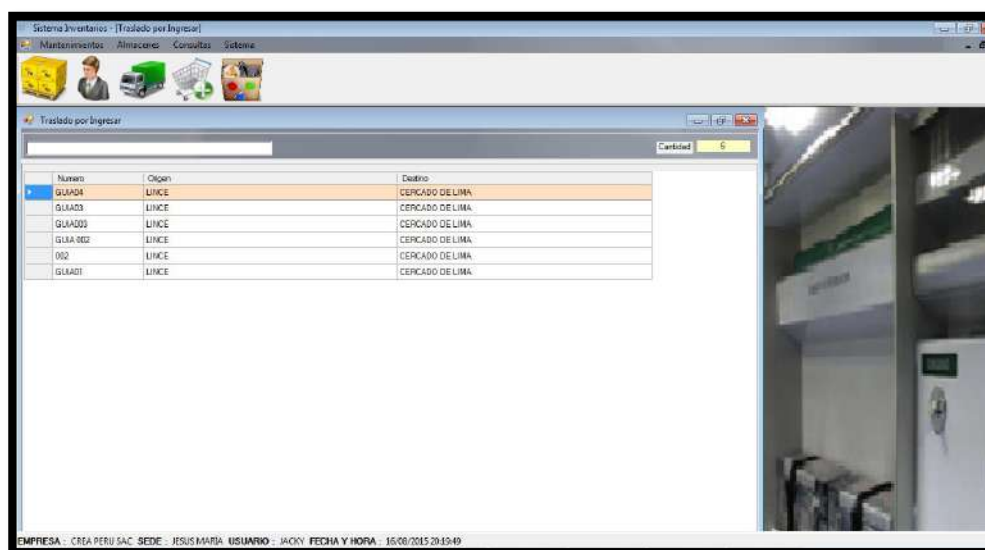 Sistema Inventarios - [Traslado por Ingresar]
Mantenimientos Almacenes Consultas Sistema
Traslado por Ingresar
Cantidad 6
Numero Origen Destino
GUIA04 LINCE CERCADO DE LIMA
GUIA03 LINCE CERCADO DE LIMA
GUIA003 LINCE CERCADO DE LIMA
GUIA 002 LINCE CERCADO DE LIMA
002 LINCE CERCADO DE LIMA
GUIA01 LINCE CERCADO DE LIMA
EMPRESA : CREA PERU SAC SEDE : JESUS MARIA USUARIO : JACKY FECHA Y HORA : 16/08/2015 20:19:49